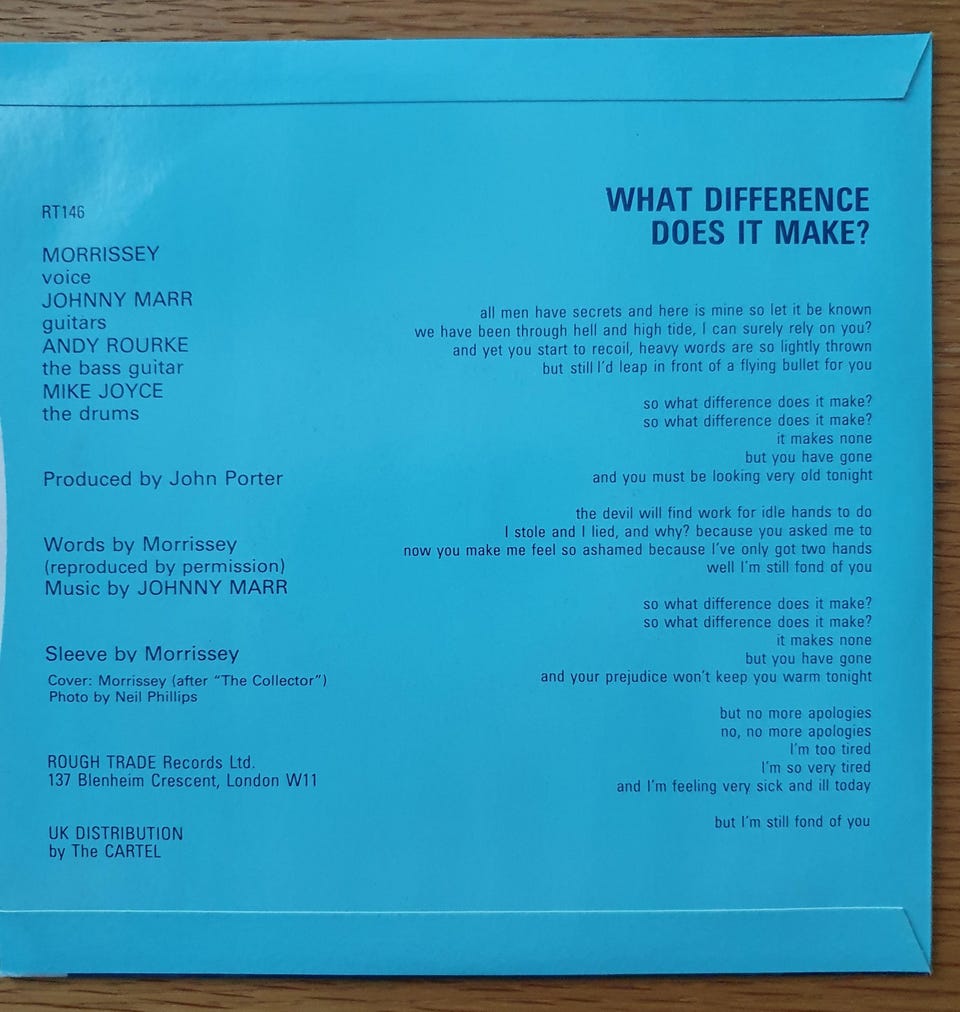 RT146
MORRISSEY
voice
JOHNNY MARR
guitars
ANDY ROURKE
the bass guitar
MIKE JOYCE
the drums
Produced by John Porter
Words by Morrissey
(reproduced by permission)
Music by JOHNNY MARR
Sleeve by Morrissey
Cover: Morrissey (after "The Collector")
Photo by Neil Phillips
ROUGH TRADE Records Ltd.
137 Blenheim Crescent, London W11
UK DISTRIBUTION
by The CARTEL
WHAT DIFFERENCE
DOES IT MAKE?
all men have secrets and here is mine so let it be known
we have been through hell and high tide, I can surely rely on you?
and yet you start to recoil, heavy words are so lightly thrown
but still I'd leap in front of a flying bullet for you
so what difference does it make?
so what difference does it make?
it makes none
but you have gone
and you must be looking very old tonight
the devil will find work for idle hands to do
I stole and I lied, and why? because you asked me to
now you make me feel so ashamed because I've only got two hands
well I'm still fond of you
so what difference does it make?
so what difference does it make?
it makes none
but you have gone
and your prejudice won't keep you warm tonight
but no more apologies
no, no more apologies
I'm too tired
I'm so very tired
and I'm feeling very sick and ill today
but I'm still fond of you